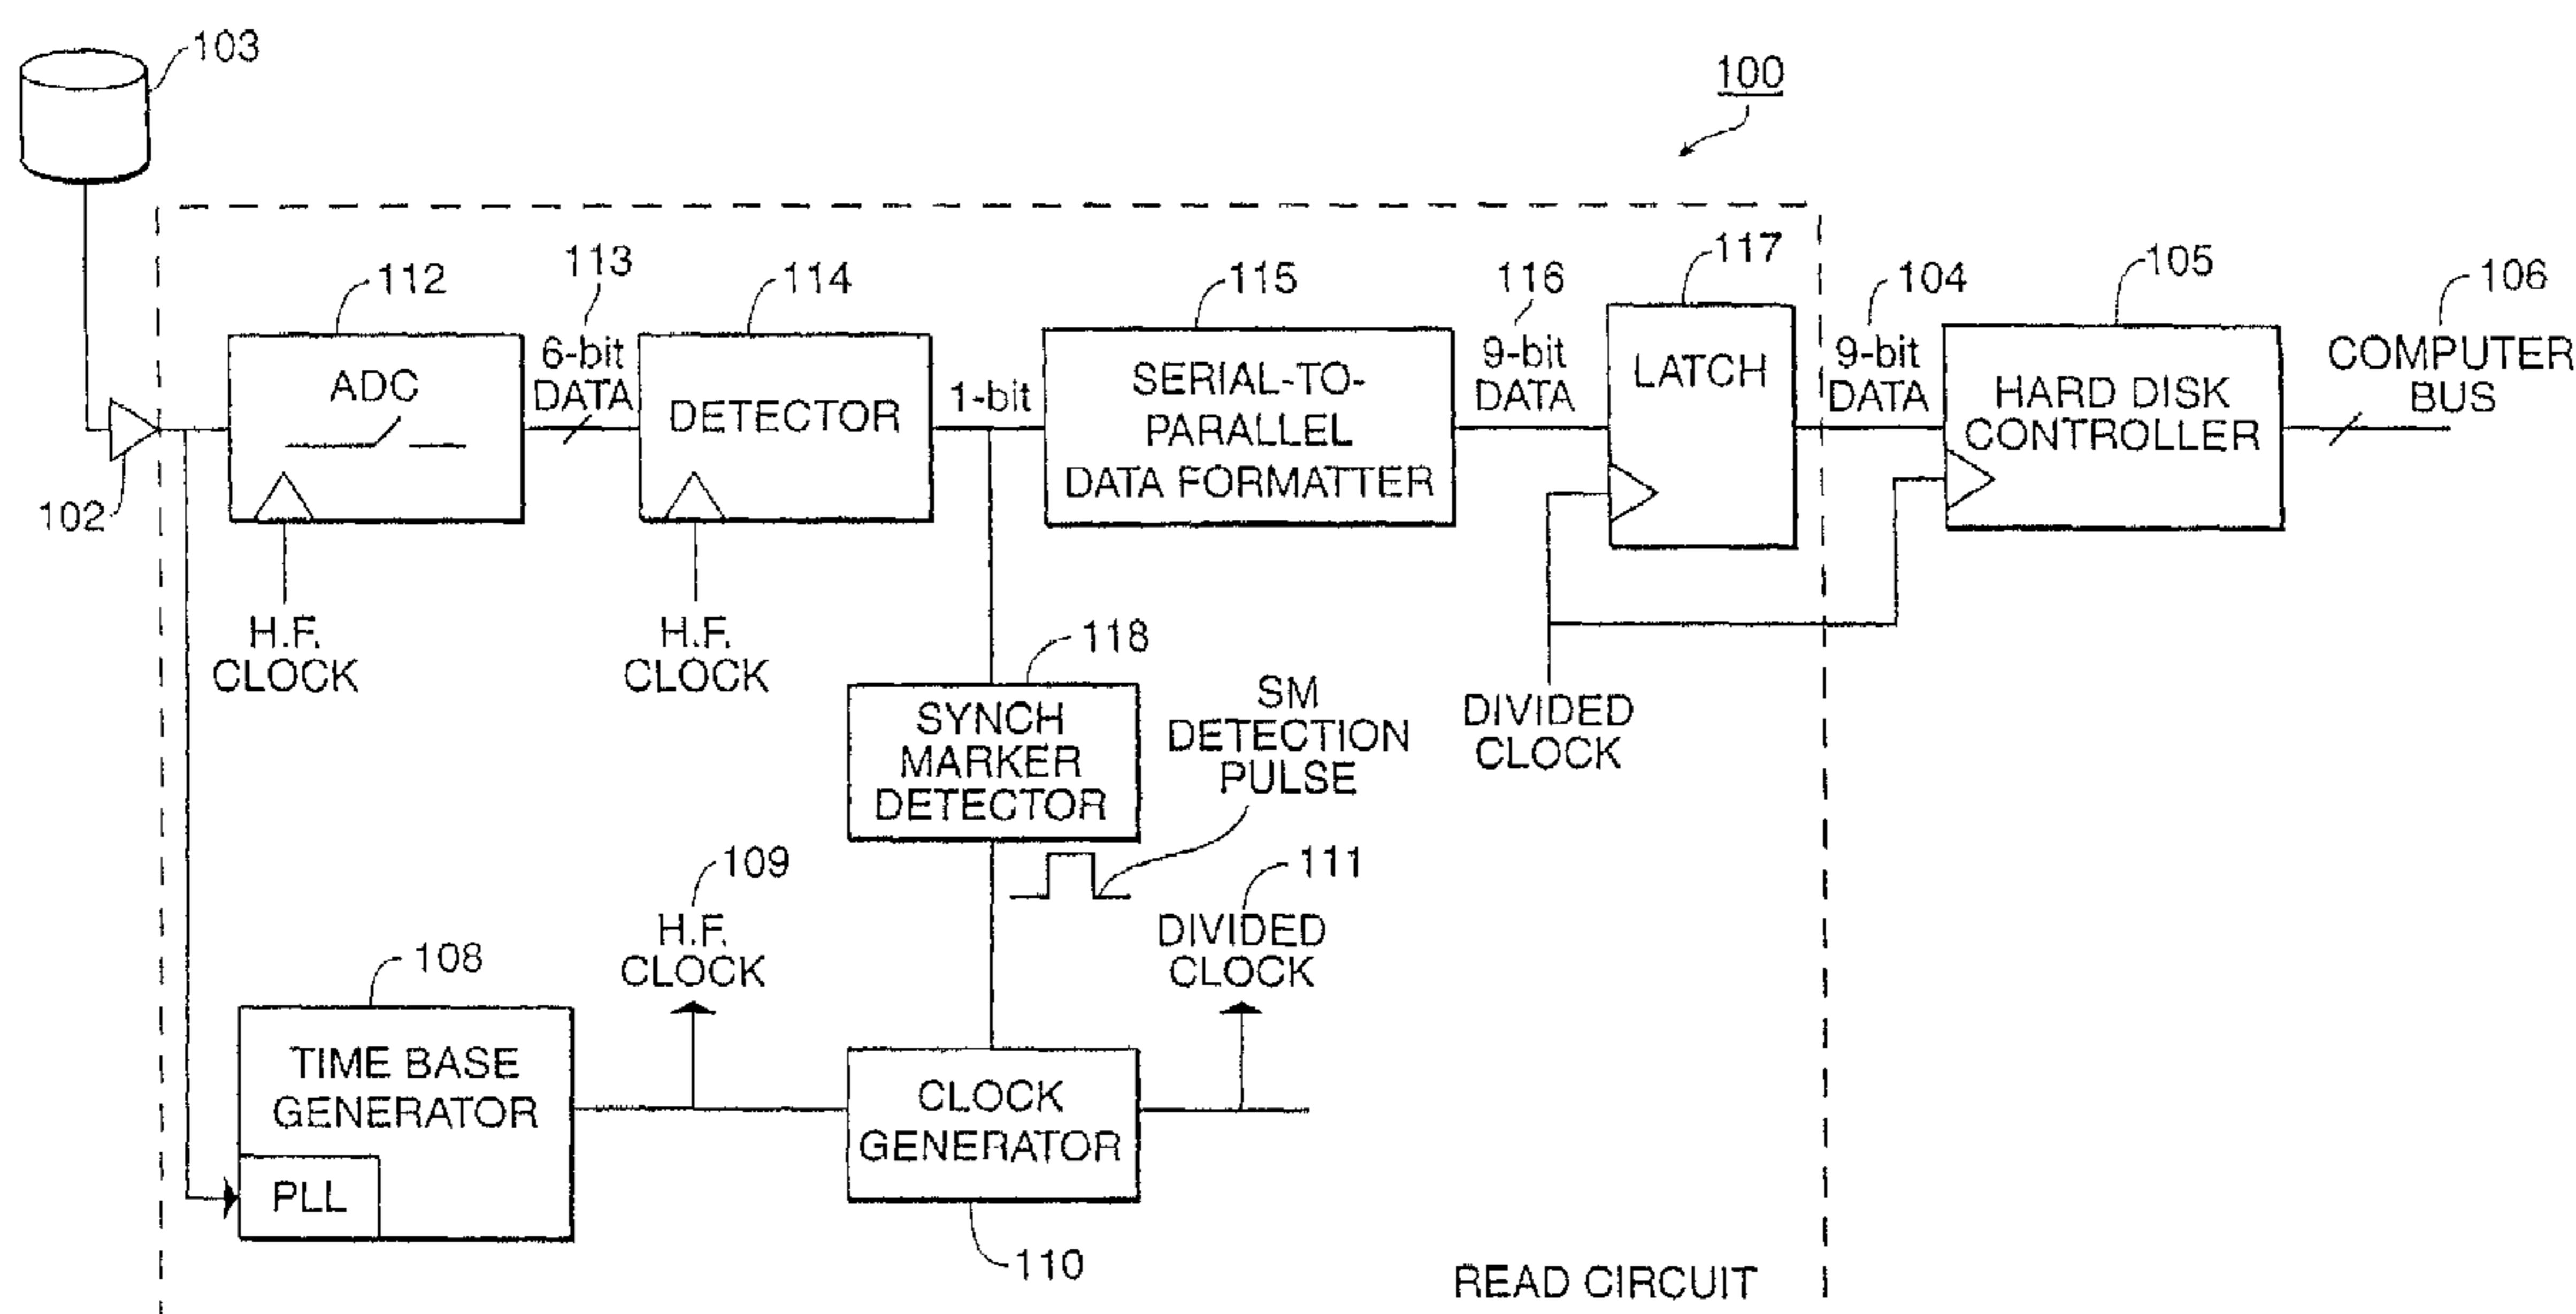 103
100
112
113
114
115
116
117
104
105
106
ADC
6-bit
DATA
DETECTOR
1-bit
SERIAL-TO-
PARALLEL
DATA FORMATTER
9-bit
DATA
LATCH
9-bit
DATA
HARD DISK
CONTROLLER
COMPUTER
BUS
102
H.F.
CLOCK
H.F.
CLOCK
118
SYNCH
MARKER
DETECTOR
SM
DETECTION
PULSE
DIVIDED
CLOCK
109
H.F.
CLOCK
111
DIVIDED
CLOCK
108
TIME BASE
GENERATOR
PLL
CLOCK
GENERATOR
110
READ CIRCUIT